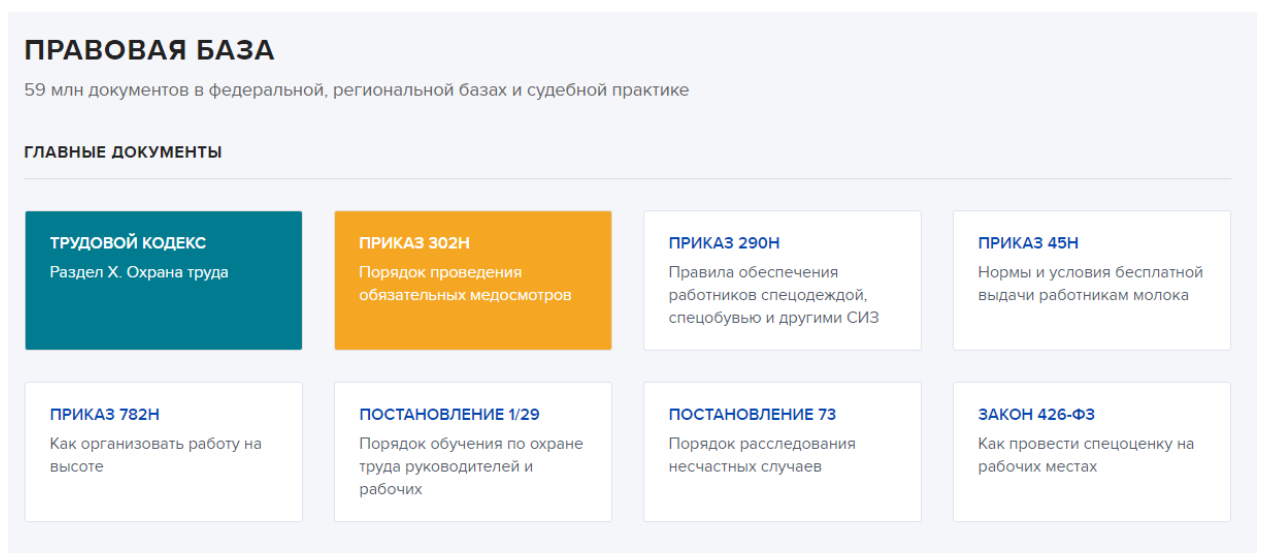 ПРАВОВАЯ БАЗА
59 млн документов в федеральной, региональной базах и судебной практике
ГЛАВНЫЕ ДОКУМЕНТЫ
ТРУДОВОЙ КОДЕКС
Раздел X. Охрана труда
ПРИКАЗ 302Н
Порядок проведения
обязательных медосмотров
ПРИКАЗ 290Н
Правила обеспечения
работников спецодеждой,
спецобувью и другими СИЗ
ПРИКАЗ 45Н
Нормы и условия бесплатной
выдачи работникам молока
ПРИКАЗ 782Н
Как организовать работу на
высоте
ПОСТАНОВЛЕНИЕ 1/29
Порядок обучения по охране
труда руководителей и
рабочих
ПОСТАНОВЛЕНИЕ 73
Порядок расследования
несчастных случаев
ЗАКОН 426-ФЗ
Как провести спецоценку на
рабочих местах